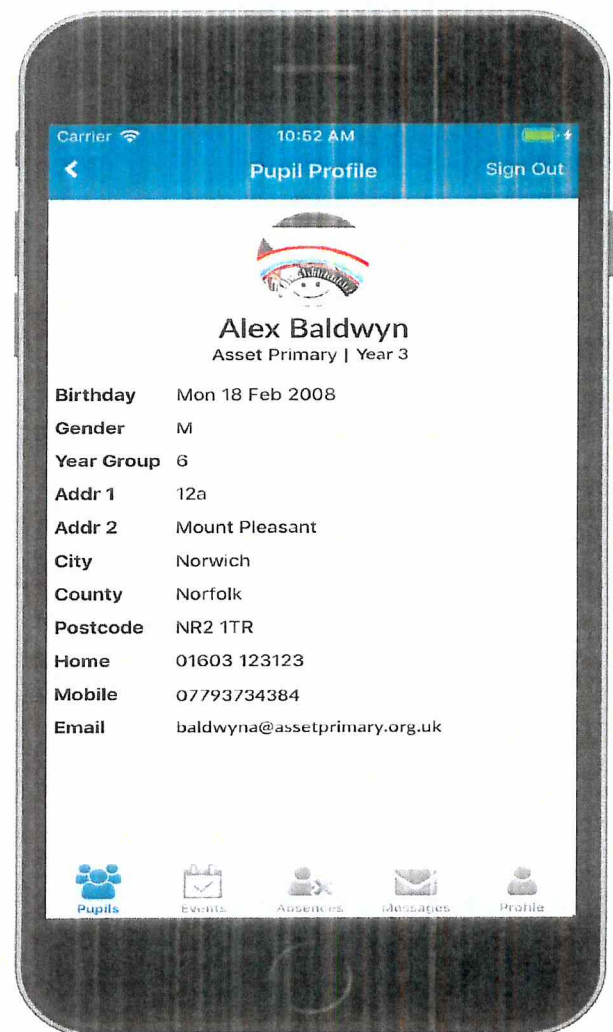 Carrier 10:52 AM
Pupil Profile Sign Out
Alex Baldwyn
Asset Primary | Year 3
Birthday Mon 18 Feb 2008
Gender M
Year Group 6
Addr 1 12a
Addr 2 Mount Pleasant
City Norwich
County Norfolk
Postcode NR2 1TR
Home 01603 123123
Mobile 07793734384
Email baldwyna@assetprimary.org.uk
Pupils Events Absences Messages Profile